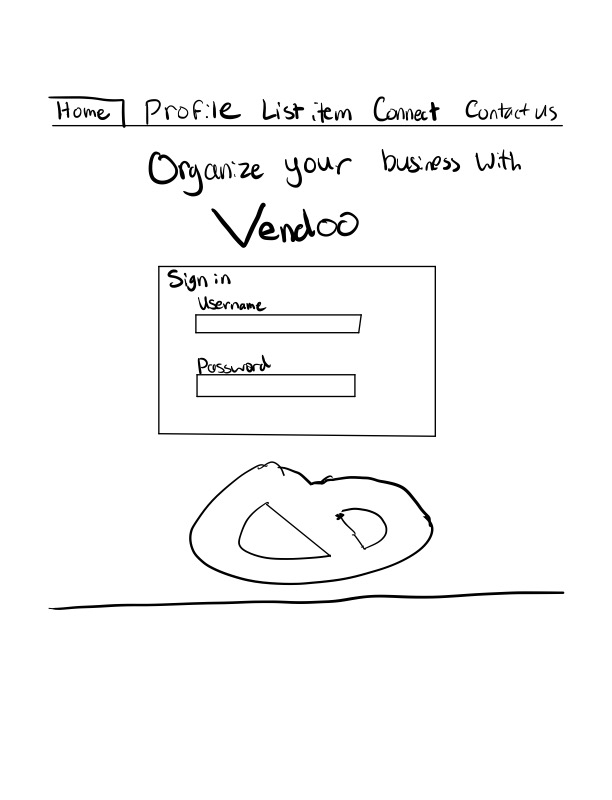 Home Profile List item Connect Contact us
Organize your business with
Vendoo
Sign in
Username
Password